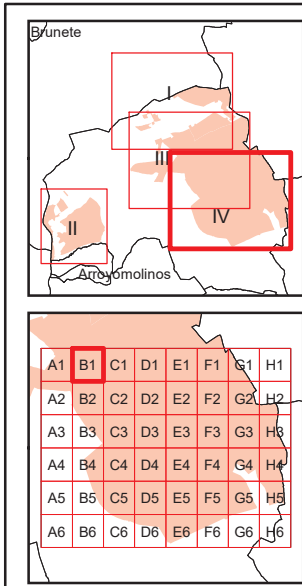 Brunete
I
III
IV
II
Arroyomolinos
A1 B1 C1 D1 E1 F1 G1 H1
A2 B2 C2 D2 E2 F2 G2 H2
A3 B3 C3 D3 E3 F3 G3 H3
A4 B4 C4 D4 E4 F4 G4 H4
A5 B5 C5 D5 E5 F5 G5 H5
A6 B6 C6 D6 E6 F6 G6 H6